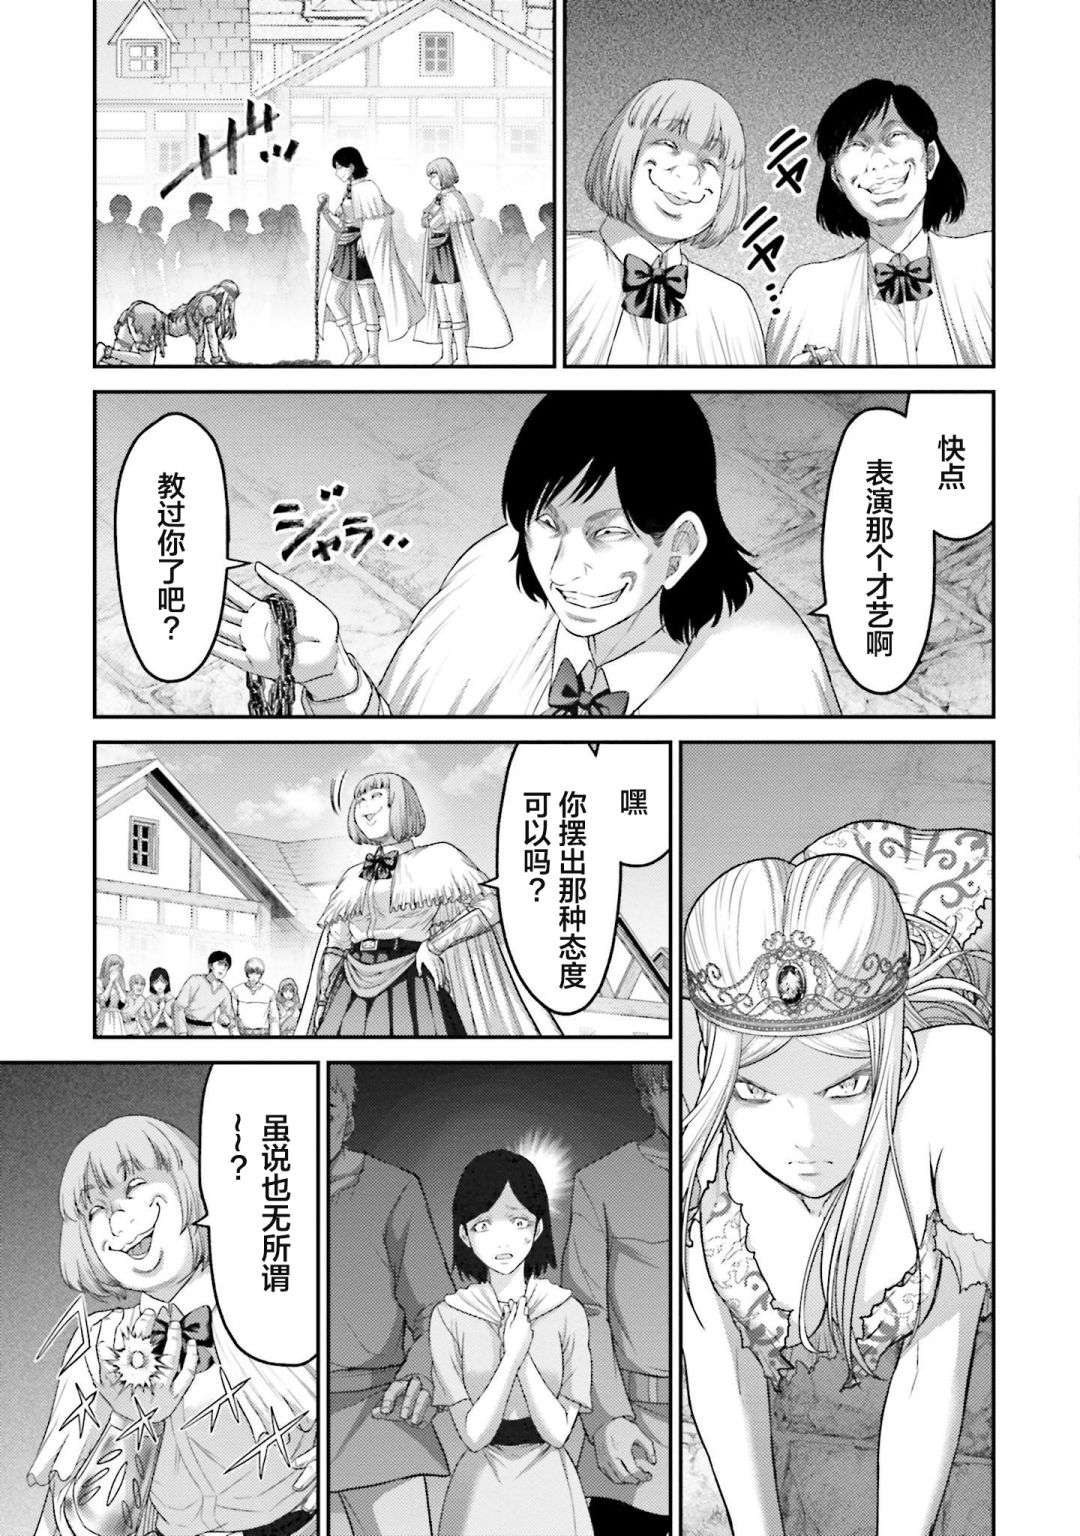 ザッ
ニヤ
ニヤ…
快点
表演那个才艺啊
ジャラ…
教过你了吧？
嘿
你摆出那种态度
可以吗？
虽说也无所谓
~~?